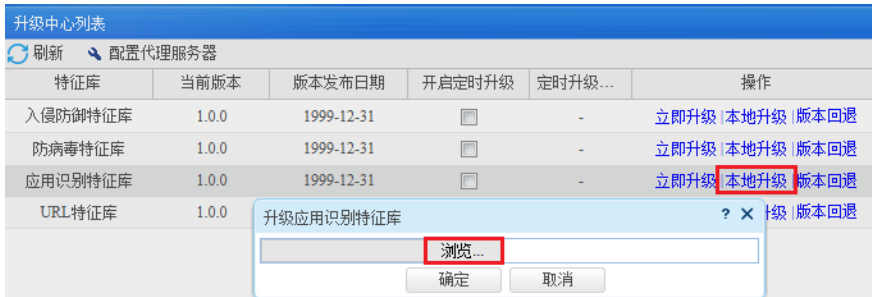 升级中心列表
刷新 配置代理服务器
特征库 当前版本 版本发布日期 开启定时升级 定时升级... 操作
入侵防御特征库 1.0.0 1999-12-31 - 立即升级 |本地升级 |版本回退
防病毒特征库 1.0.0 1999-12-31 - 立即升级 |本地升级 |版本回退
应用识别特征库 1.0.0 1999-12-31 - 立即升级 |本地升级 |版本回退
URL特征库 1.0.0 级 |版本回退
升级应用识别特征库 ? X
浏览...
确定 取消